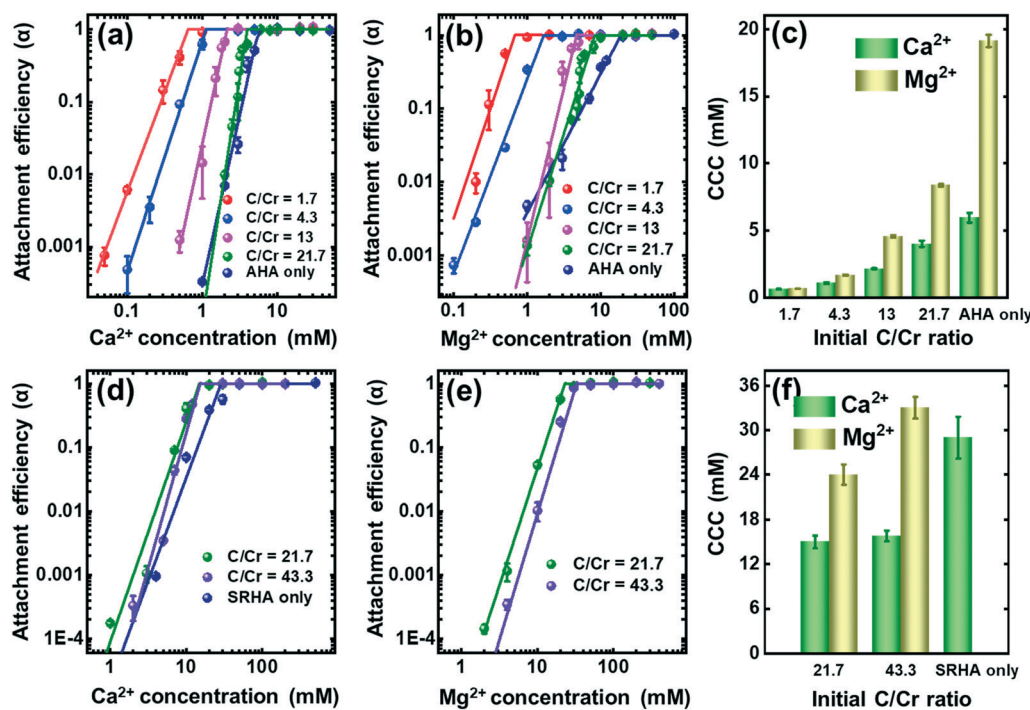 (a)
Attachment efficiency (α)
1
0.1
0.01
0.001
C/Cr = 1.7
C/Cr = 4.3
C/Cr = 13
C/Cr = 21.7
AHA only
0.1 1 10
Ca2+ concentration (mM)
(b)
Attachment efficiency (α)
1
0.1
0.01
0.001
C/Cr = 1.7
C/Cr = 4.3
C/Cr = 13
C/Cr = 21.7
AHA only
0.1 1 10 100
Mg2+ concentration (mM)
(c)
Ca2+
Mg2+
CCC (mM)
20
15
10
5
0
1.7 4.3 13 21.7 AHA only
Initial C/Cr ratio
(d)
Attachment efficiency (α)
1
0.1
0.01
0.001
1E-4
C/Cr = 21.7
C/Cr = 43.3
SRHA only
1 10 100
Ca2+ concentration (mM)
(e)
Attachment efficiency (α)
1
0.1
0.01
0.001
1E-4
C/Cr = 21.7
C/Cr = 43.3
1 10 100
Mg2+ concentration (mM)
(f)
Ca2+
Mg2+
CCC (mM)
36
30
24
18
12
6
0
21.7 43.3 SRHA only
Initial C/Cr ratio